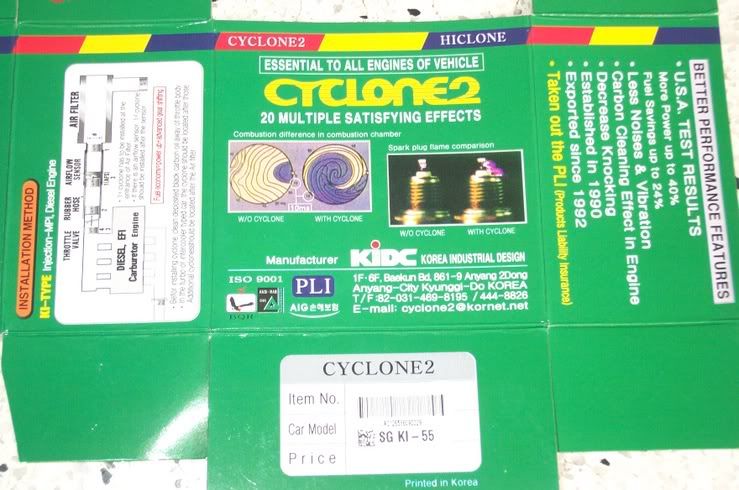 CYCLONE2 HICLONE
ESSENTIAL TO ALL ENGINES OF VEHICLE
CYCLONE2
20 MULTIPLE SATISFYING EFFECTS
Combustion difference in combustion chamber
Spark plug flame comparison
10ms
W/O CYCLONE WITH CYCLONE
W/O CYCLONE WITH CYCLONE
Manufacturer KIDC KOREA INDUSTRIAL DESIGN
ISO 9001
PLI
AIG손해보험
1F·6F, Baekun Bd, 861-9 Anyang 2Dong
Anyang-City Kyunggi-Do KOREA
T/F:82-031-469-8195 / 444-8826
E-mail: cyclone2@kornet.net
CYCLONE2
Item No.
Car Model
SG KI-55
Price
Printed in Korea
INSTALLATION METHOD
KI-TYPE Injection-MPI, Diesel Engine
THROTTLE VALVE
RUBBER HOSE
AIRFLOW SENSOR
AIR FILTER
DIESEL EFI
Carburetor Engine
BETTER PERFORMANCE FEATURES
• U.S.A. TEST RESULTS
More Power up to 40%
Fuel Savings up to 24%
• Less Noises & Vibration
• Carbon Cleaning Effect in Engine
• Decrease Knocking
• Established in 1990
• Exported since 1992
• Taken out the PLI (Products Liability Insurance)